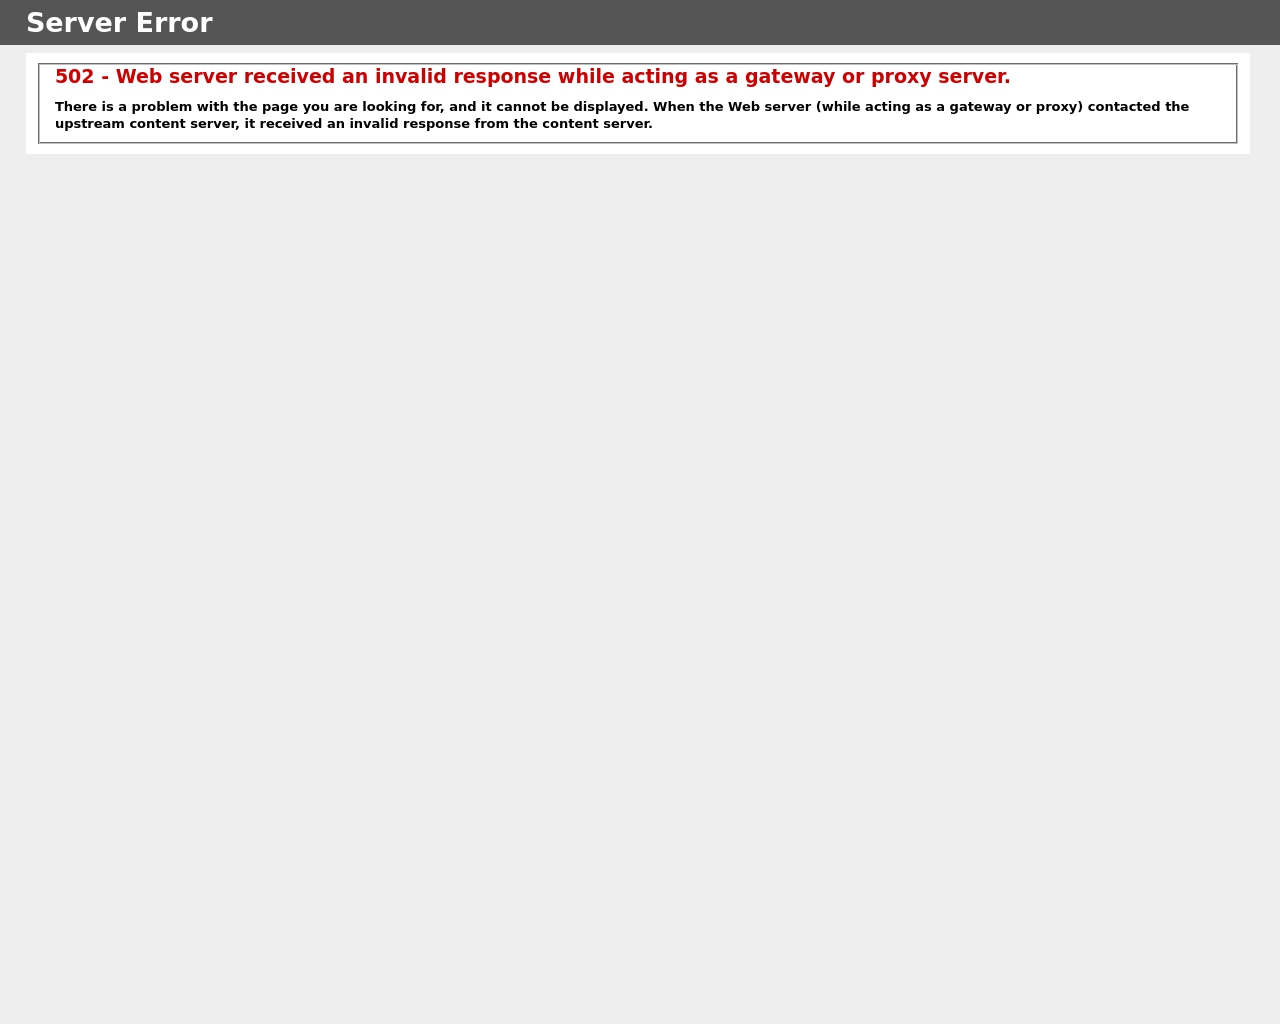 Server Error
502 - Web server received an invalid response while acting as a gateway or proxy server.
There is a problem with the page you are looking for, and it cannot be displayed. When the Web server (while acting as a gateway or proxy) contacted the
upstream content server, it received an invalid response from the content server.